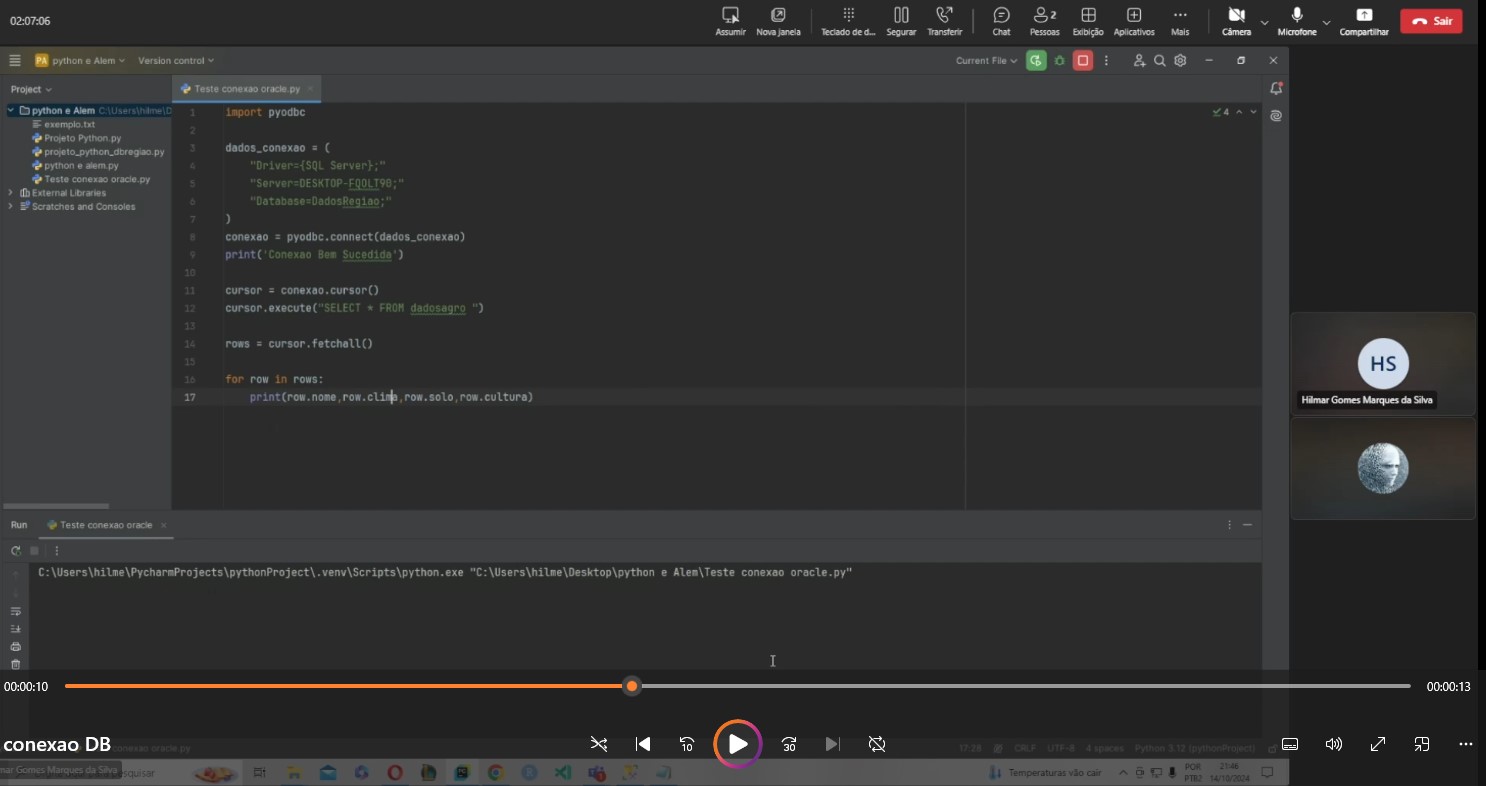 02:07:06
Assumir Nova janela Teclado de d... Segurar Transferir Chat Pessoas 2 Exibição Aplicativos Mais Câmera Microfone Compartilhar Sair
PA python e Alem Version control Current File
Project
Teste conexao oracle.py
python e Alem C:\Users\hilme\D
exemplo.txt
Projeto Python.py
projeto_python_dbregiao.py
python e alem.py
Teste conexao oracle.py
External Libraries
Scratches and Consoles
4
1 import pyodbc
2
3 dados_conexao = (
4 "Driver={SQL Server};"
5 "Server=DESKTOP-FQOLT90;"
6 "Database=DadosRegiao;"
7 )
8 conexao = pyodbc.connect(dados_conexao)
9 print('Conexao Bem Sucedida')
10
11 cursor = conexao.cursor()
12 cursor.execute("SELECT * FROM dadosagro ")
13
14 rows = cursor.fetchall()
15
16 for row in rows:
17 print(row.nome,row.clima,row.solo,row.cultura)
HS
Hilmar Gomes Marques da Silva
Run Teste conexao oracle
C:\Users\hilme\PycharmProjects\pythonProject\.venv\Scripts\python.exe "C:\Users\hilme\Desktop\python e Alem\Teste conexao oracle.py"
00:00:10
00:00:13
conexao DB
10
30
conexao oracle.py
17:28 CRLF UTF-8 4 spaces Python 3.12 (pythonProject)
mar Gomes Marques da Silva
squisar
Temperaturas vão cair
POR
PTB2
21:46
14/10/2024